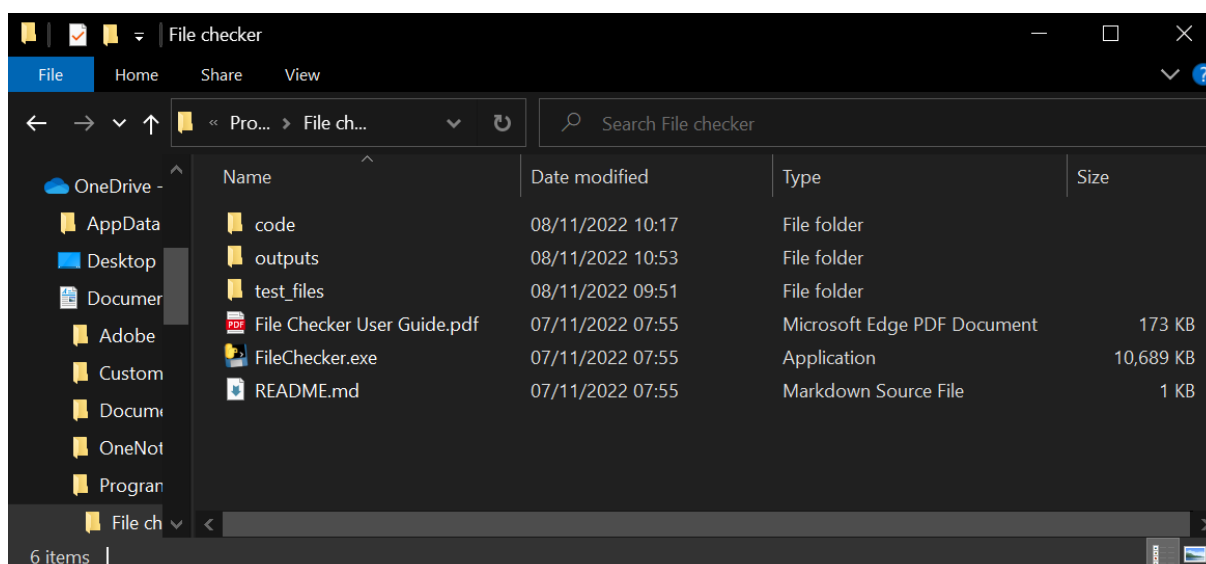 File checker
File Home Share View
« Pro... > File ch... Search File checker
Name Date modified Type Size
OneDrive -
AppData
Desktop
Documer
Adobe
Custom
Docume
OneNot
Progran
File ch
code 08/11/2022 10:17 File folder
outputs 08/11/2022 10:53 File folder
test_files 08/11/2022 09:51 File folder
PDF File Checker User Guide.pdf 07/11/2022 07:55 Microsoft Edge PDF Document 173 KB
FileChecker.exe 07/11/2022 07:55 Application 10,689 KB
README.md 07/11/2022 07:55 Markdown Source File 1 KB
6 items